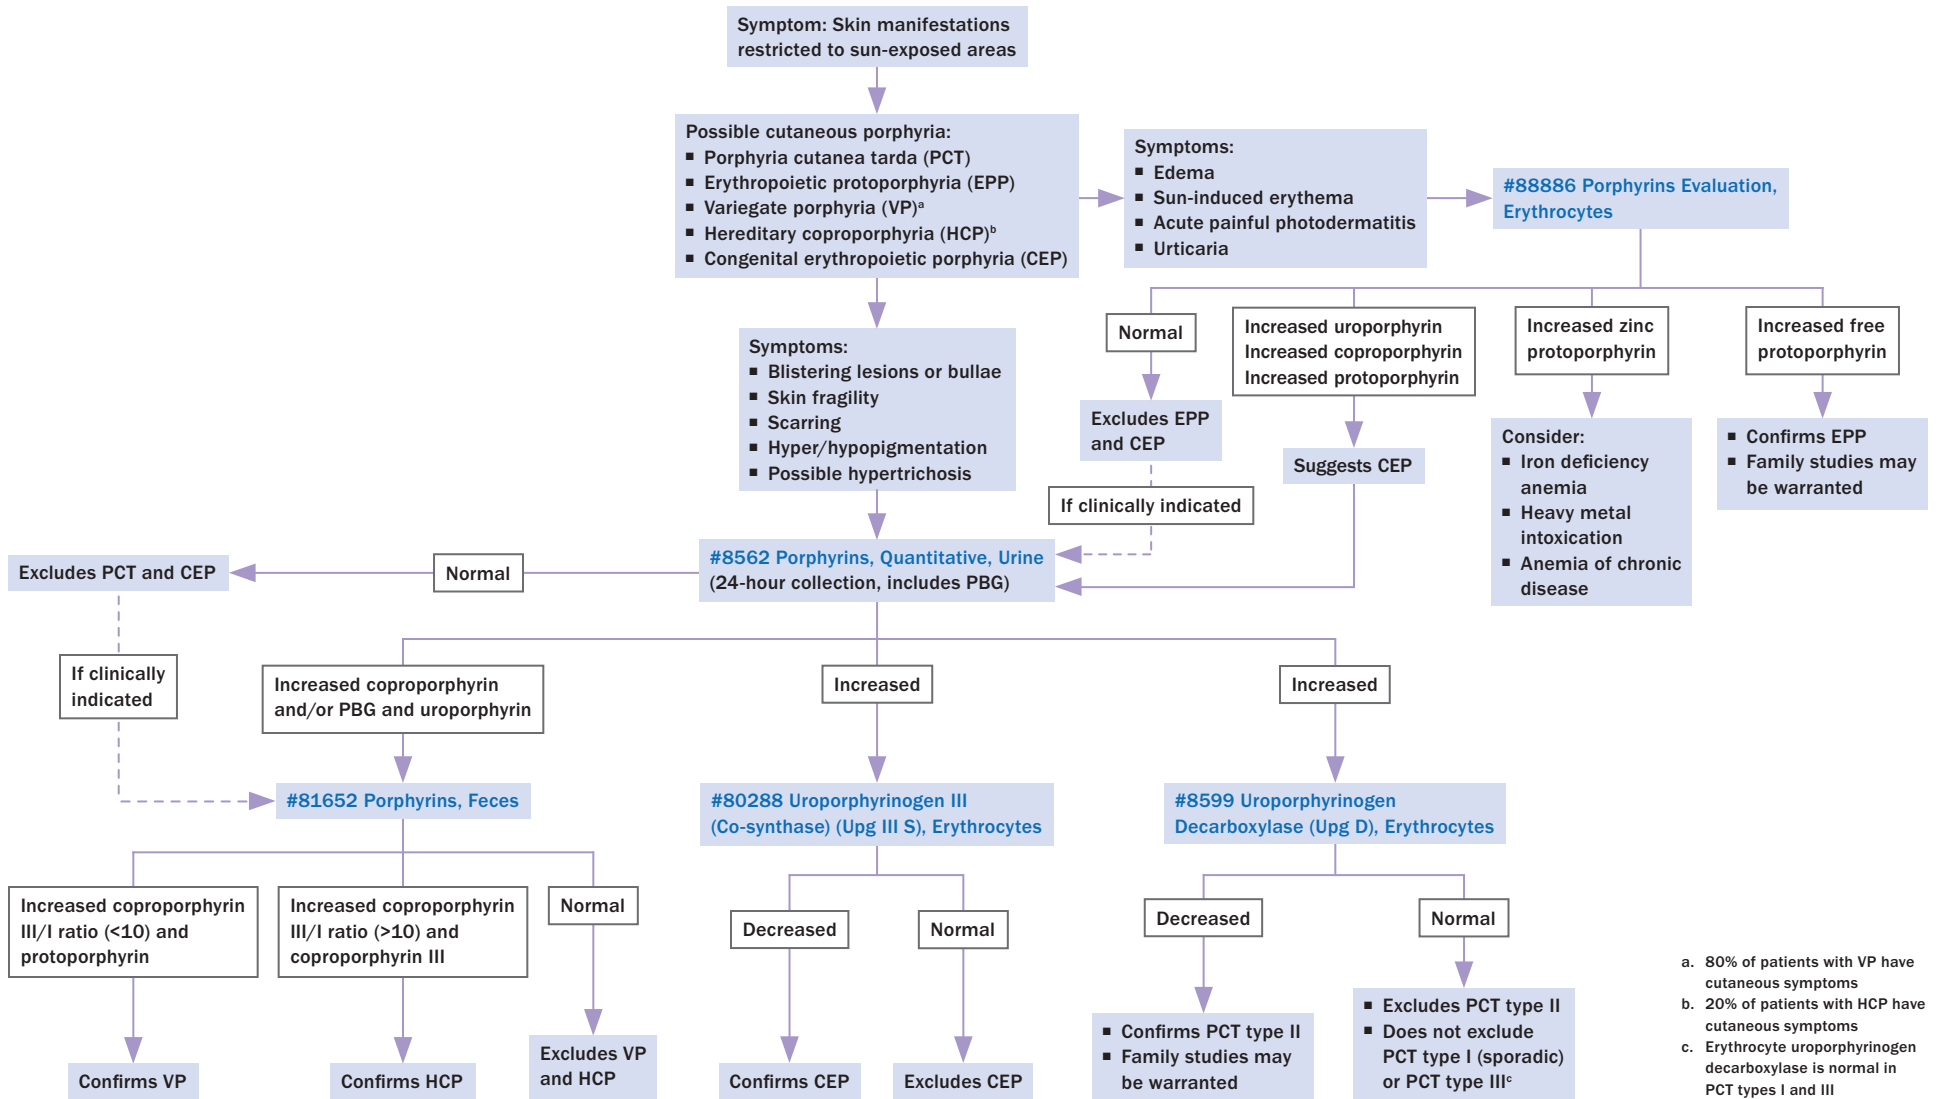 Symptom: Skin manifestations
restricted to sun-exposed areas
Possible cutaneous porphyria:
▪ Porphyria cutanea tarda (PCT)
▪ Erythropoietic protoporphyria (EPP)
▪ Variegate porphyria (VP)ᵃ
▪ Hereditary coproporphyria (HCP)ᵇ
▪ Congenital erythropoietic porphyria (CEP)
Symptoms:
▪ Edema
▪ Sun-induced erythema
▪ Acute painful photodermatitis
▪ Urticaria
#88886 Porphyrins Evaluation,
Erythrocytes
Normal
Increased uroporphyrin
Increased coproporphyrin
Increased protoporphyrin
Increased zinc
protoporphyrin
Increased free
protoporphyrin
Symptoms:
▪ Blistering lesions or bullae
▪ Skin fragility
▪ Scarring
▪ Hyper/hypopigmentation
▪ Possible hypertrichosis
Excludes EPP
and CEP
Suggests CEP
Consider:
▪ Iron deficiency
anemia
▪ Heavy metal
intoxication
▪ Anemia of chronic
disease
▪ Confirms EPP
▪ Family studies may
be warranted
If clinically indicated
Excludes PCT and CEP
Normal
#8562 Porphyrins, Quantitative, Urine
(24-hour collection, includes PBG)
If clinically
indicated
Increased coproporphyrin
and/or PBG and uroporphyrin
Increased
Increased
#81652 Porphyrins, Feces
#80288 Uroporphyrinogen III
(Co-synthase) (Upg III S), Erythrocytes
#8599 Uroporphyrinogen
Decarboxylase (Upg D), Erythrocytes
Increased coproporphyrin
III/I ratio (<10) and
protoporphyrin
Increased coproporphyrin
III/I ratio (>10) and
coproporphyrin III
Normal
Decreased
Normal
Decreased
Normal
Confirms VP
Confirms HCP
Excludes VP
and HCP
Confirms CEP
Excludes CEP
▪ Confirms PCT type II
▪ Family studies may
be warranted
▪ Excludes PCT type II
▪ Does not exclude
PCT type I (sporadic)
or PCT type IIIᶜ
a. 80% of patients with VP have
cutaneous symptoms
b. 20% of patients with HCP have
cutaneous symptoms
c. Erythrocyte uroporphyrinogen
decarboxylase is normal in
PCT types I and III